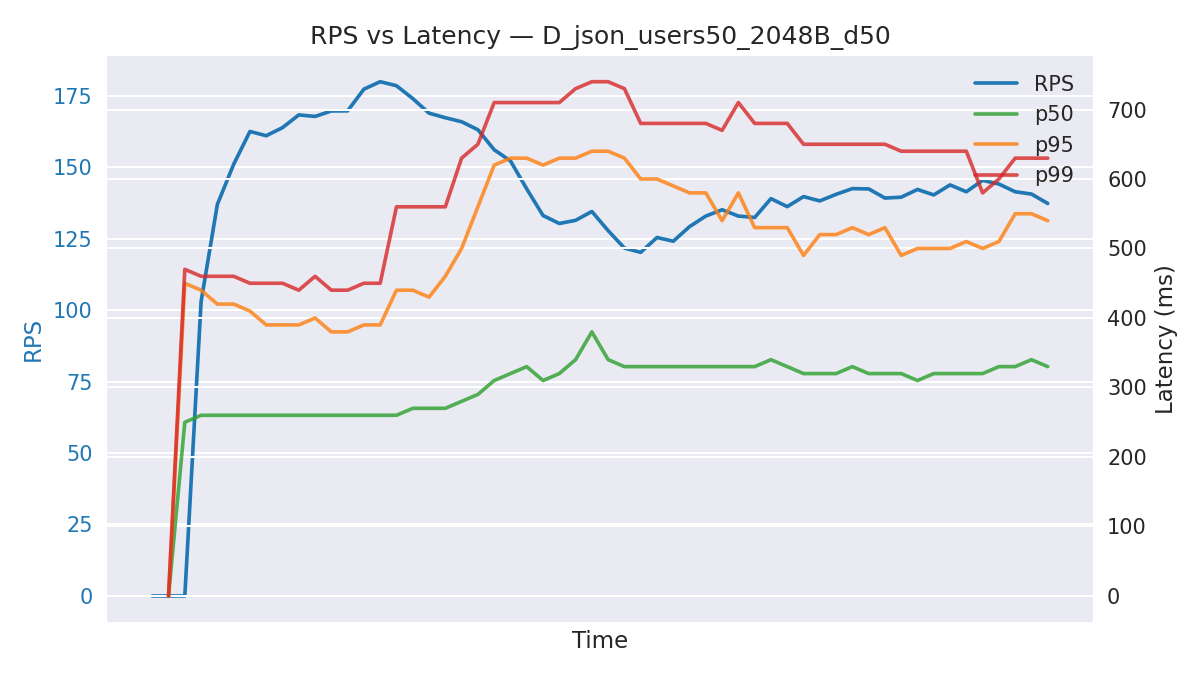 RPS vs Latency — D_json_users50_2048B_d50
RPS
p50
p95
p99
175
150
125
100
75
50
25
0
RPS
700
600
500
400
300
200
100
0
Latency (ms)
Time